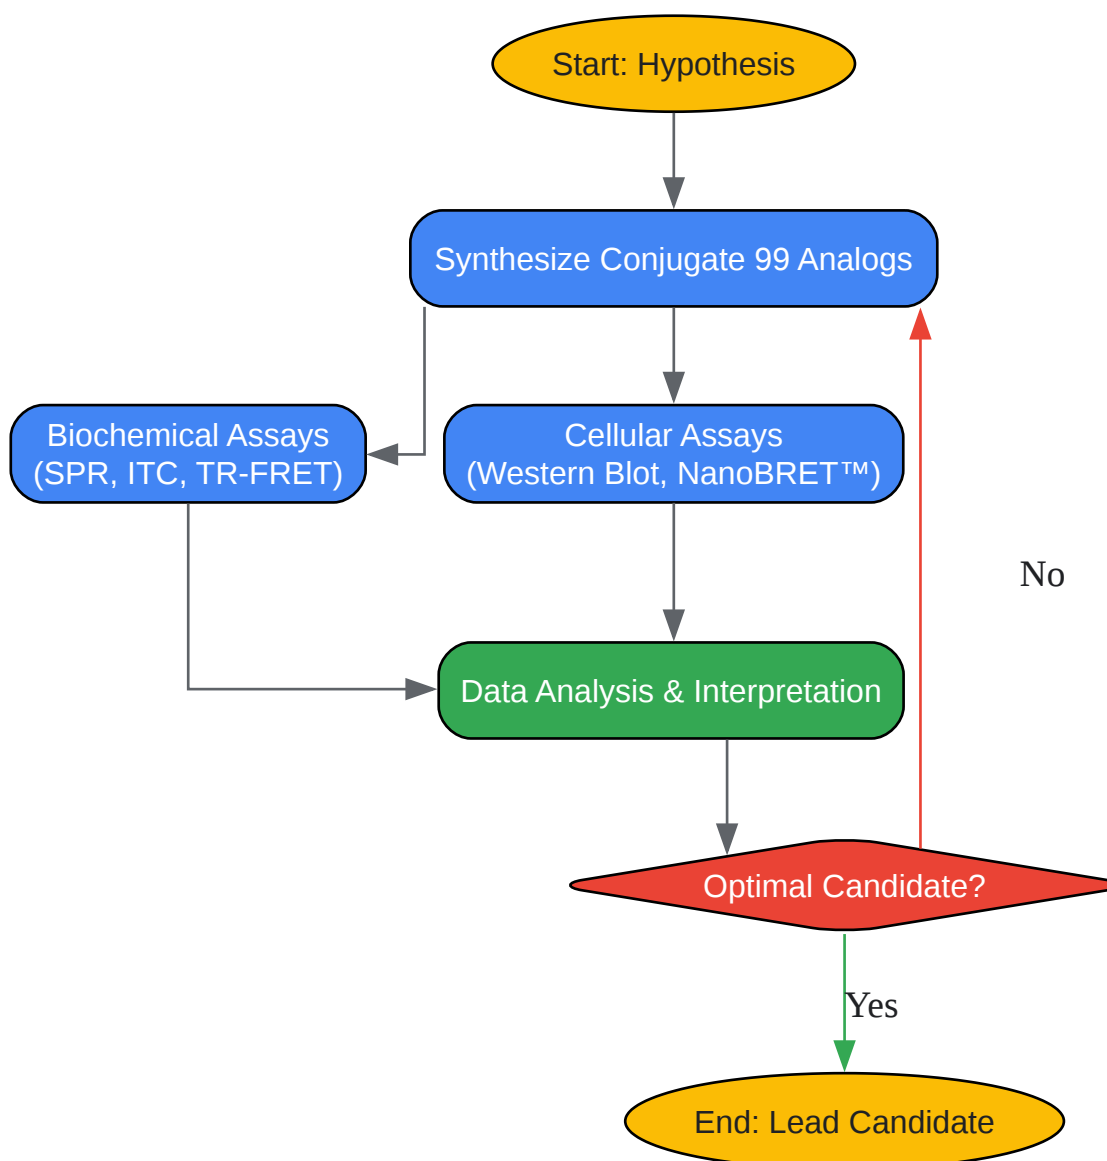 Start: Hypothesis
Synthesize Conjugate 99 Analogs
Biochemical Assays
(SPR, ITC, TR-FRET)
Cellular Assays
(Western Blot, NanoBRET™)
No
Data Analysis & Interpretation
Optimal Candidate?
Yes
End: Lead Candidate